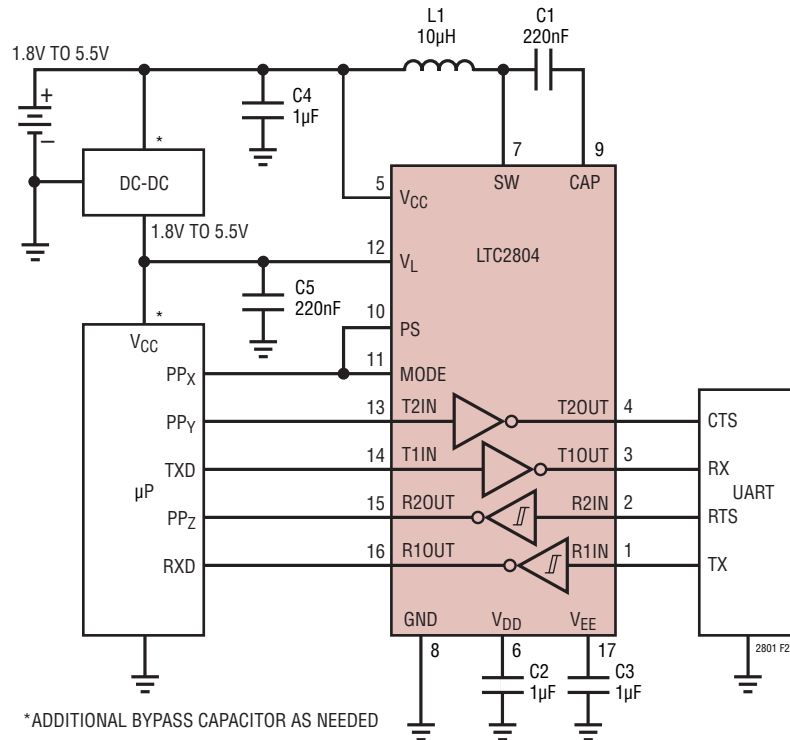 L1
10µH
C1
220nF
1.8V TO 5.5V
+
–
C4
1µF
*
DC-DC
1.8V TO 5.5V
7
9
SW
CAP
5
VCC
LTC2804
12
VL
C5
220nF
*
VCC
10
PS
PPX
11
MODE
PPY
13
T2IN
T2OUT
4
CTS
TXD
14
T1IN
T1OUT
3
RX
µP
UART
PPZ
15
R2OUT
R2IN
2
RTS
RXD
16
R1OUT
R1IN
1
TX
GND
VDD
VEE
8
6
17
C2
1µF
C3
1µF
2801 F2
*ADDITIONAL BYPASS CAPACITOR AS NEEDED